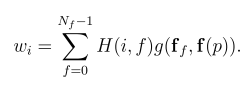 $w_i = \sum_{f=0}^{N_f-1} H(i, f) g(\mathbf{f}_f, \mathbf{f}(p)).$